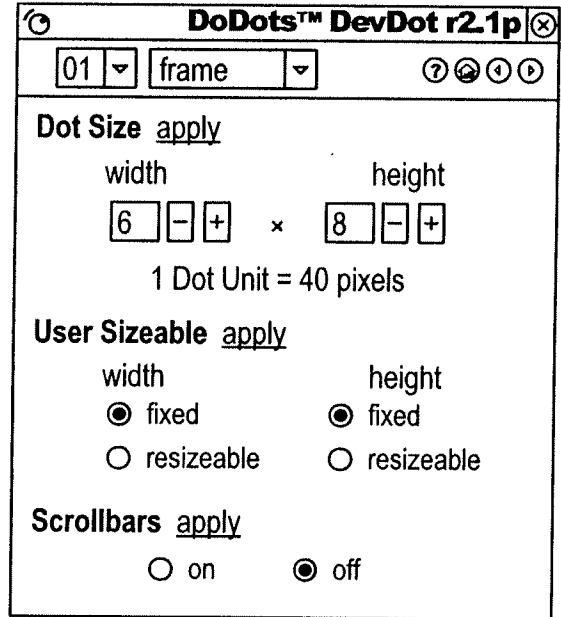 DoDots™ DevDot r2.1p
01 frame ?
Dot Size apply
width height
6 - + × 8 - +
1 Dot Unit = 40 pixels
User Sizeable apply
width height
fixed fixed
resizeable resizeable
Scrollbars apply
on off